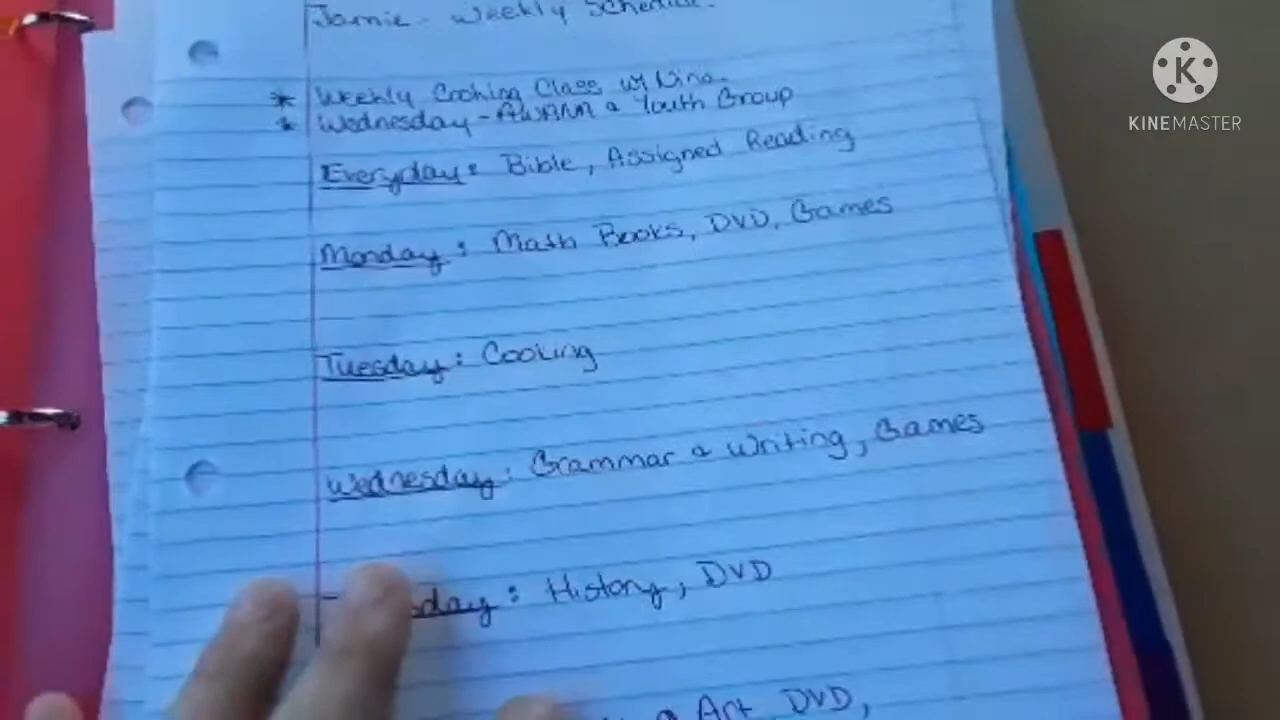 Jamie - Weekly Schedule.
* Weekly Cooking Class w/ Nina.
* Wednesday - AWANA & Youth Group
Everyday: Bible, Assigned Reading
Monday: Math Books, DVD, Games
Tuesday: Cooking
Wednesday: Grammar & Writing, Games
sday: History, DVD
& Art DVD,
K
KINEMASTER